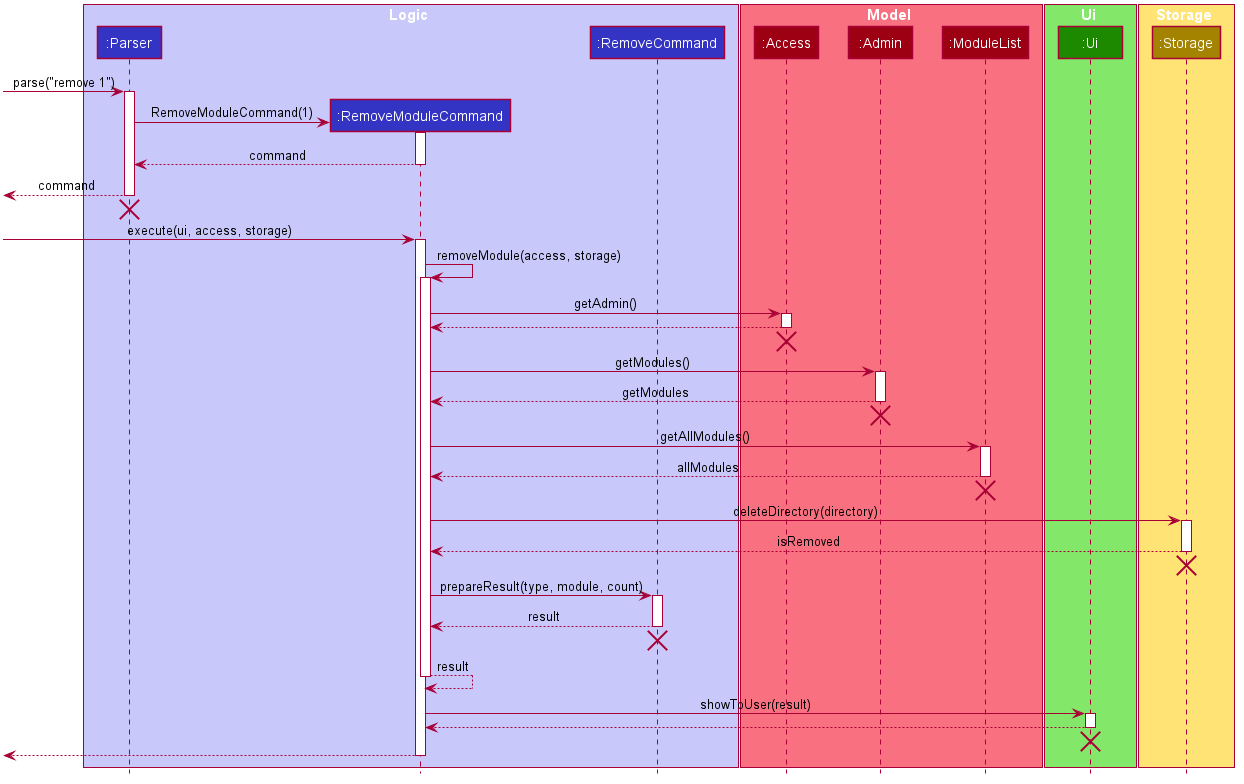 Logic
Model
Ui
Storage
:Parser
:RemoveCommand
:Access
:Admin
:ModuleList
:Ui
:Storage
parse("remove 1")
RemoveModuleCommand(1)
:RemoveModuleCommand
command
command
execute(ui, access, storage)
removeModule(access, storage)
getAdmin()
getModules()
getModules
getAllModules()
allModules
deleteDirectory(directory)
isRemoved
prepareResult(type, module, count)
result
result
showToUser(result)